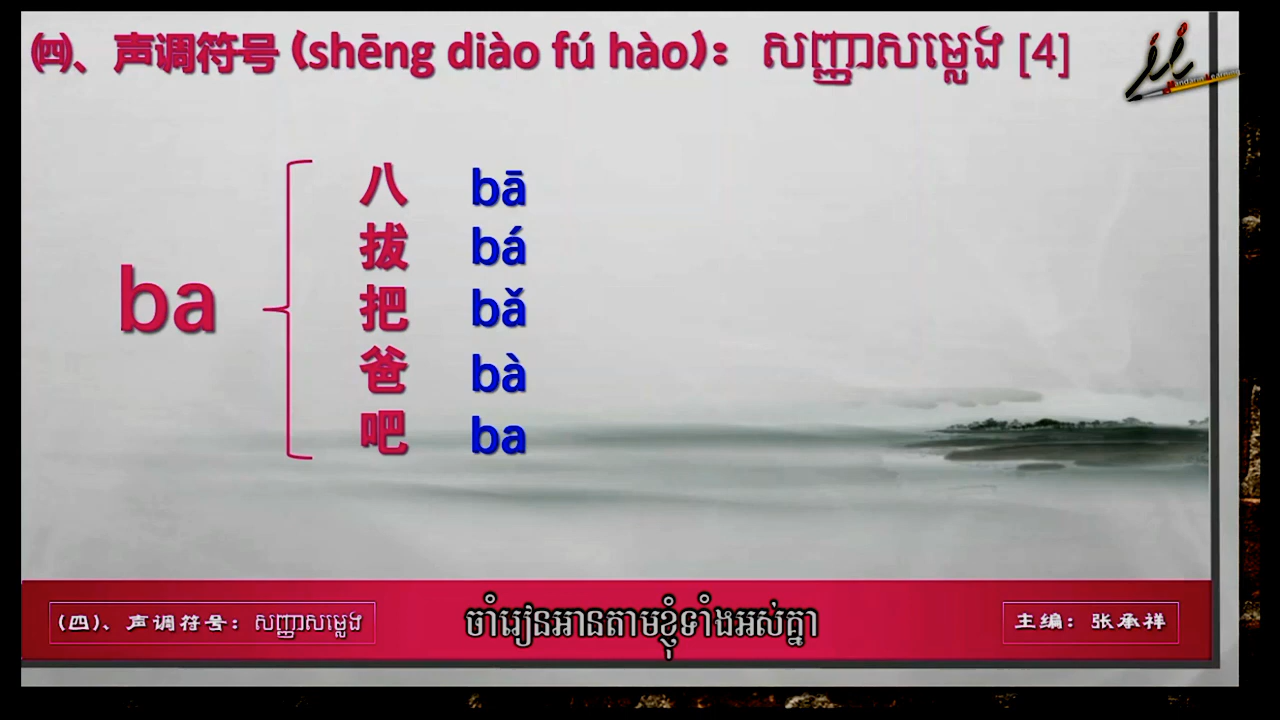 ㈣、声调符号 (shēng diào fú hào)：សញ្ញាសម្លេង [4]
Mandarin Learning
ba
八 bā
拔 bá
把 bǎ
爸 bà
吧 ba
(四)、声调符号：សញ្ញាសម្លេង
ចាំរៀនអានតាមខ្ញុំទាំងអស់គ្នា
主编：张承祥